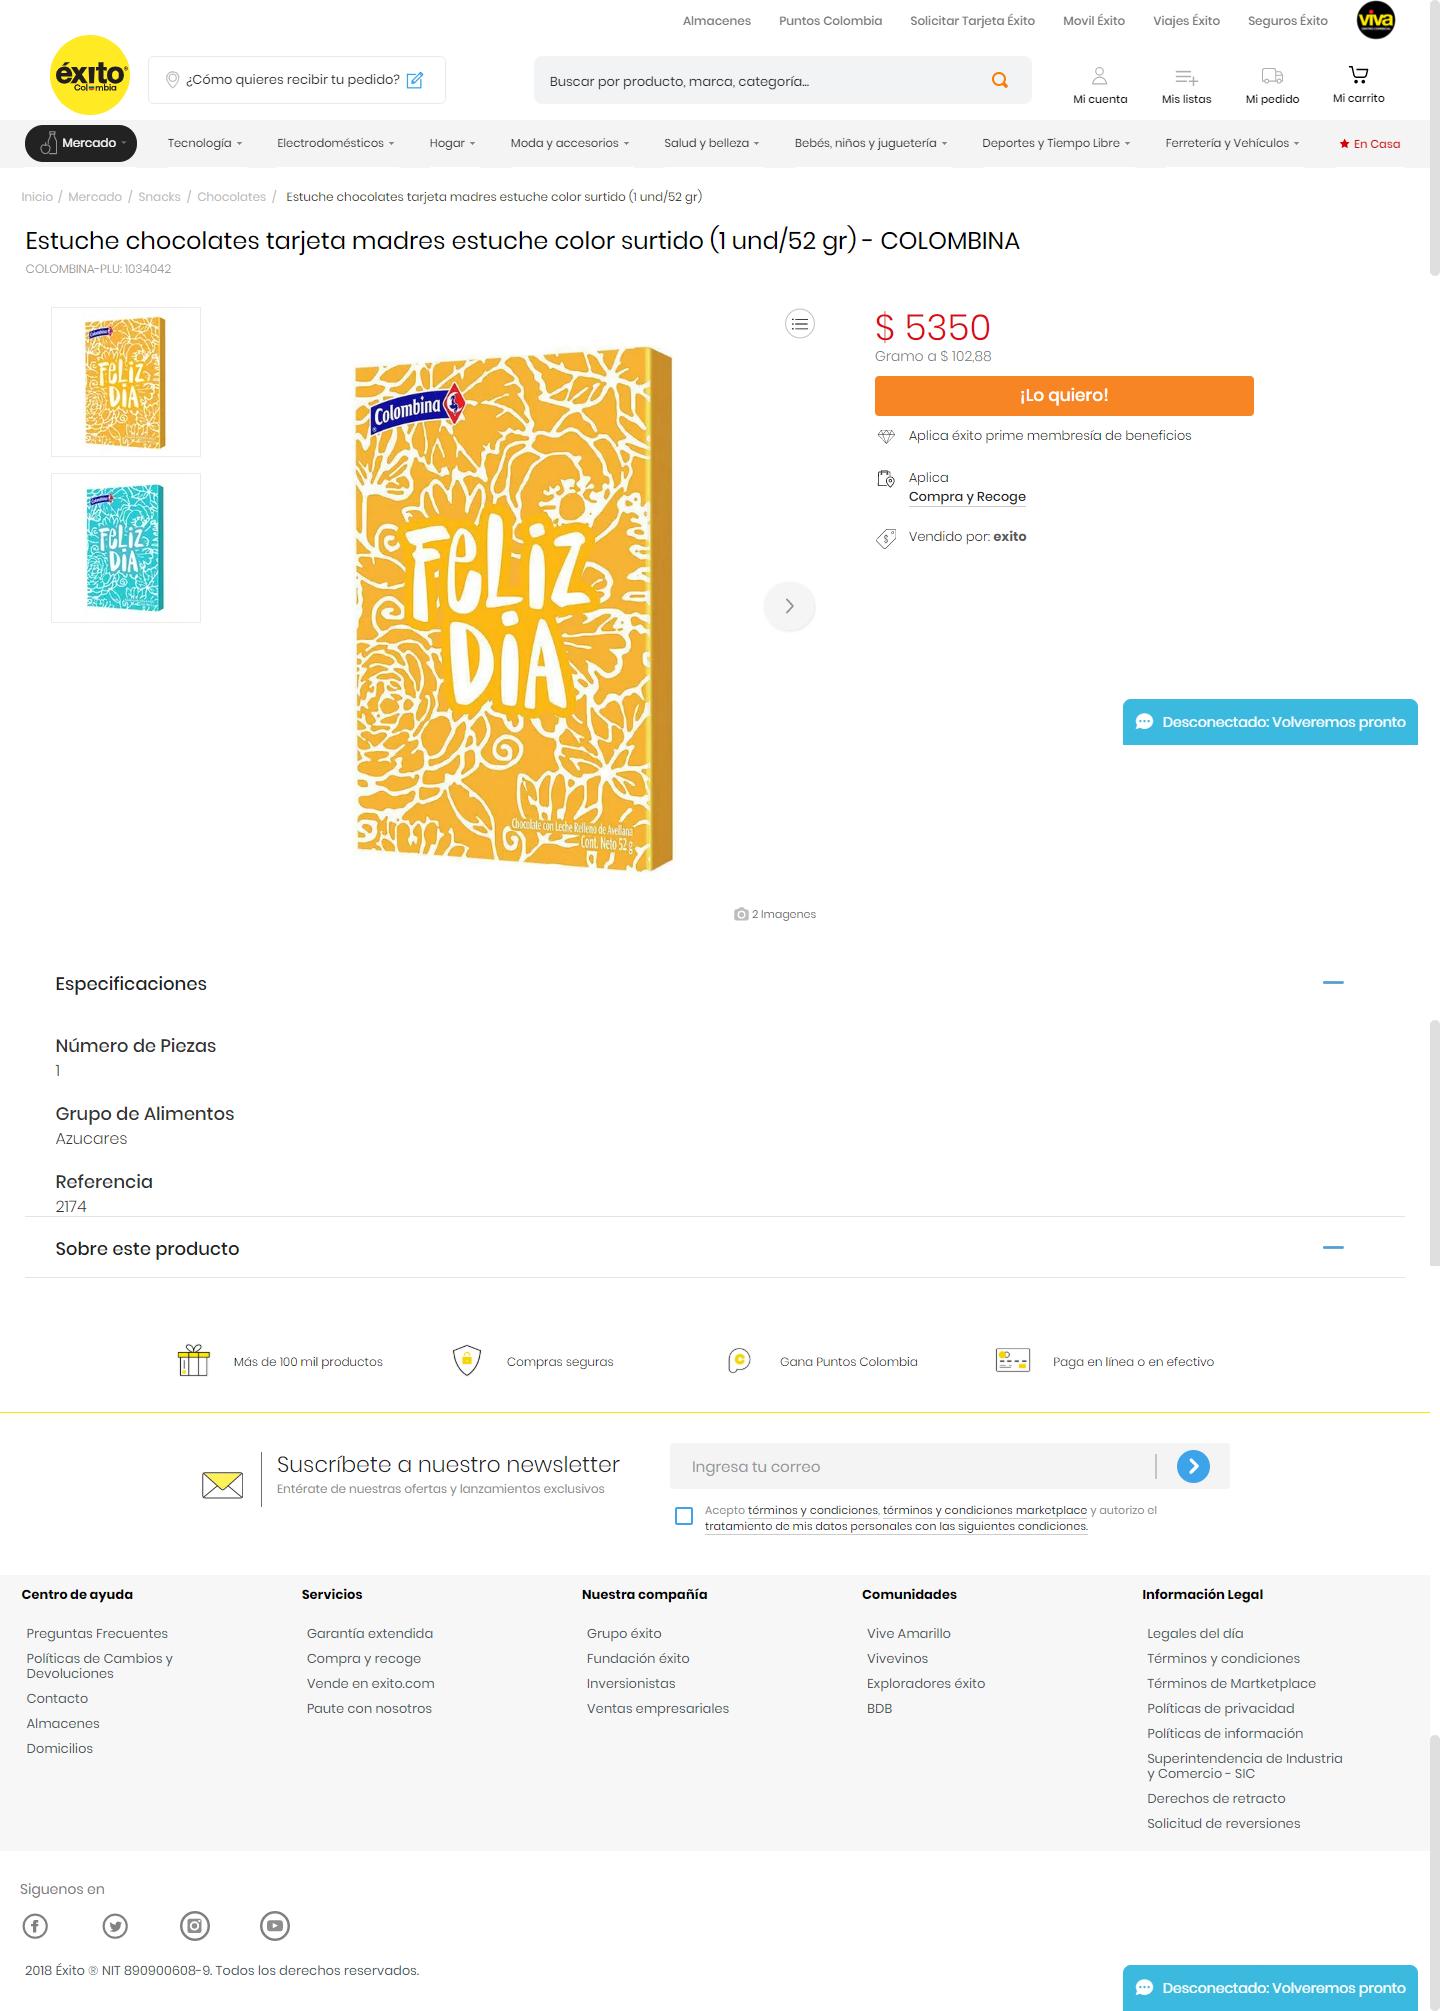 Almacenes Puntos Colombia Solicitar Tarjeta Éxito Movil Éxito Viajes Éxito Seguros Éxito viva
éxito
Colombia
¿Cómo quieres recibir tu pedido?
Buscar por producto, marca, categoría...
Mi cuenta Mis listas Mi pedido Mi carrito
Mercado Tecnología Electrodomésticos Hogar Moda y accesorios Salud y belleza Bebés, niños y juguetería Deportes y Tiempo Libre Ferretería y Vehículos En Casa
Inicio / Mercado / Snacks / Chocolates / Estuche chocolates tarjeta madres estuche color surtido (1 und/52 gr)
Estuche chocolates tarjeta madres estuche color surtido (1 und/52 gr) - COLOMBINA
COLOMBINA-PLU: 1034042
Colombina
FELIZ
DIA
Colombina
FELIZ
DIA
Colombina
FELIZ
DIA
Chocolate con Leche Relleno de Avellana
Cont. Neto 52 g
2 Imagenes
$ 5350
Gramo a $ 102,88
¡Lo quiero!
Aplica éxito prime membresía de beneficios
Aplica
Compra y Recoge
Vendido por: exito
Desconectado: Volveremos pronto
Especificaciones
Número de Piezas
1
Grupo de Alimentos
Azucares
Referencia
2174
Sobre este producto
Más de 100 mil productos Compras seguras Gana Puntos Colombia Paga en línea o en efectivo
Suscríbete a nuestro newsletter
Entérate de nuestras ofertas y lanzamientos exclusivos
Ingresa tu correo
Acepto términos y condiciones, términos y condiciones marketplace y autorizo el
tratamiento de mis datos personales con las siguientes condiciones.
Centro de ayuda
Preguntas Frecuentes
Políticas de Cambios y
Devoluciones
Contacto
Almacenes
Domicilios
Servicios
Garantía extendida
Compra y recoge
Vende en exito.com
Paute con nosotros
Nuestra compañía
Grupo éxito
Fundación éxito
Inversionistas
Ventas empresariales
Comunidades
Vive Amarillo
Vivevinos
Exploradores éxito
BDB
Información Legal
Legales del día
Términos y condiciones
Términos de Martketplace
Políticas de privacidad
Políticas de información
Superintendencia de Industria
y Comercio - SIC
Derechos de retracto
Solicitud de reversiones
Siguenos en
2018 Éxito ® NIT 890900608-9. Todos los derechos reservados.
Desconectado: Volveremos pronto